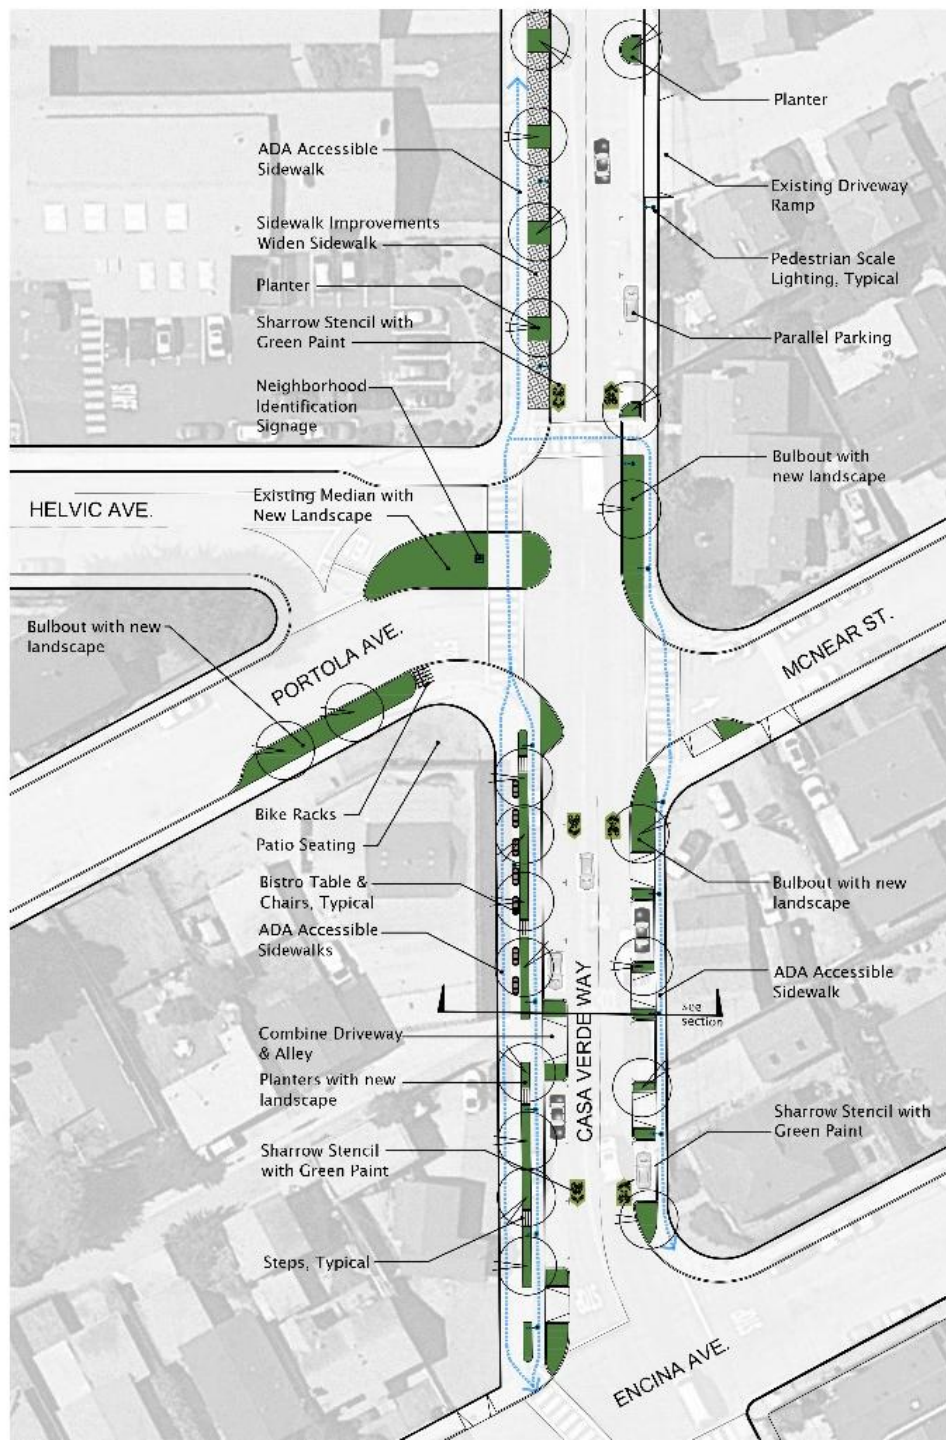 Planter
ADA Accessible
Sidewalk
Existing Driveway
Ramp
Sidewalk Improvements
Widen Sidewalk
Pedestrian Scale
Lighting, Typical
Planter
Sharrow Stencil with
Green Paint
Parallel Parking
Neighborhood
Identification
Signage
Bulbout with
new landscape
HELVIC AVE.
Existing Median with
New Landscape
Bulbout with new
landscape
PORTOLA AVE.
MCNEAR ST.
Bike Racks
Patio Seating
Bistro Table &
Chairs, Typical
Bulbout with new
landscape
ADA Accessible
Sidewalks
ADA Accessible
Sidewalk
see
section
CASA VERDE WAY
Combine Driveway
& Alley
Planters with new
landscape
Sharrow Stencil with
Green Paint
Sharrow Stencil
with Green Paint
Steps, Typical
STOP
ENCINA AVE.